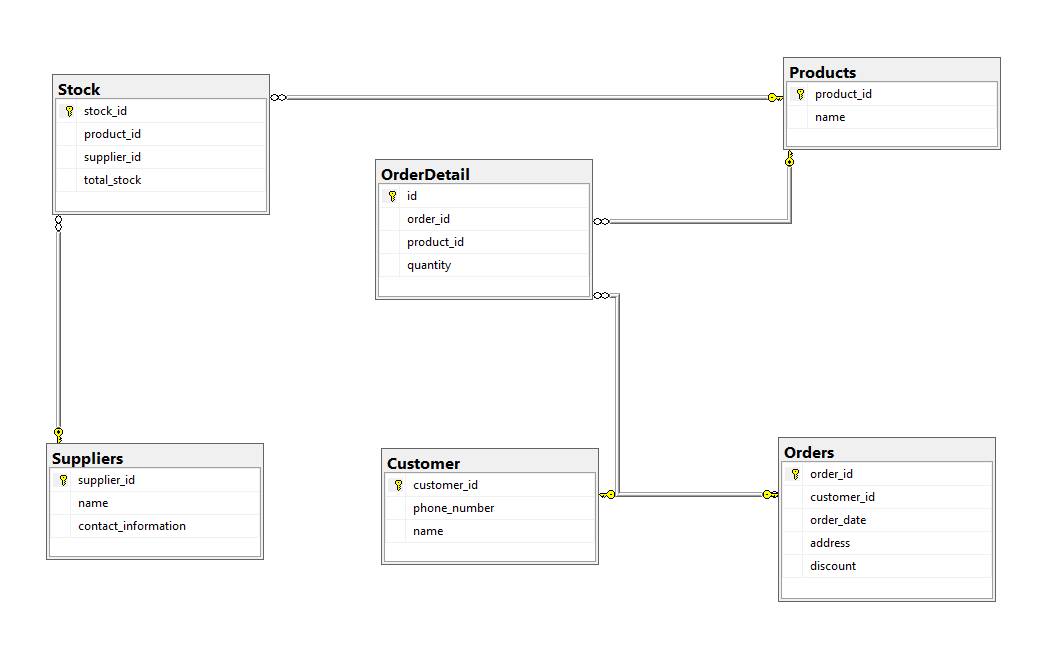 Stock
stock_id
product_id
supplier_id
total_stock
Products
product_id
name
OrderDetail
id
order_id
product_id
quantity
Suppliers
supplier_id
name
contact_information
Customer
customer_id
phone_number
name
Orders
order_id
customer_id
order_date
address
discount